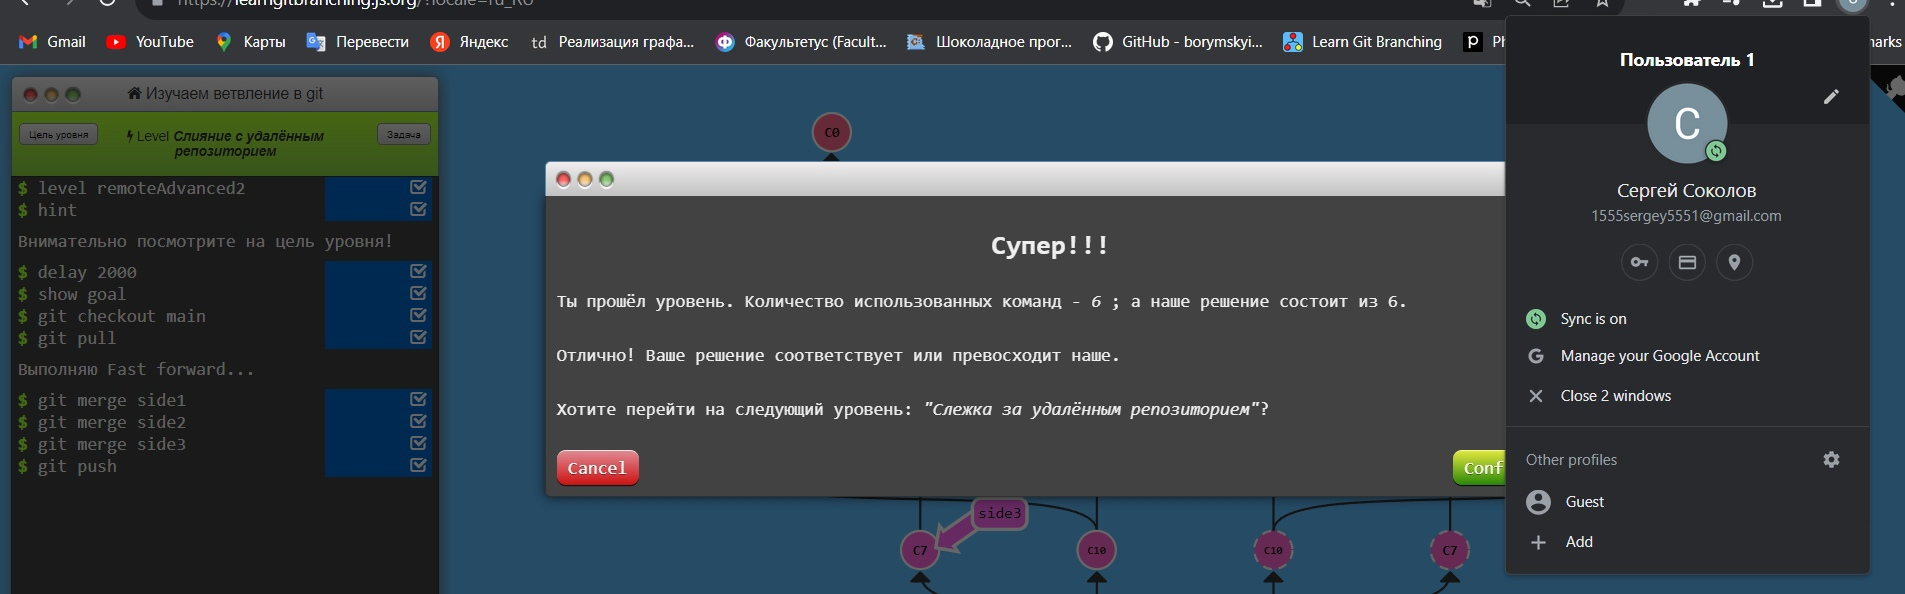 https://learngitbranching.js.org/?locale=ru_RU
Gmail YouTube Карты Перевести Яндекс td Реализация графа... Факультетус (Facult... Шоколадное прог... GitHub - borymskyi... Learn Git Branching
Изучаем ветвление в git
Цель уровня
Level Слияние с удалённым
репозиторием
Задача
$ level remoteAdvanced2
$ hint
Внимательно посмотрите на цель уровня!
$ delay 2000
$ show goal
$ git checkout main
$ git pull
Выполняю Fast forward...
$ git merge side1
$ git merge side2
$ git merge side3
$ git push
C0
Супер!!!
Ты прошёл уровень. Количество использованных команд - 6 ; а наше решение состоит из 6.
Отлично! Ваше решение соответствует или превосходит наше.
Хотите перейти на следующий уровень: "Слежка за удалённым репозиторием"?
Cancel
Conf
side3
C7 C10 C10 C7
Пользователь 1
C
Сергей Соколов
1555sergey5551@gmail.com
Sync is on
Manage your Google Account
Close 2 windows
Other profiles
Guest
Add